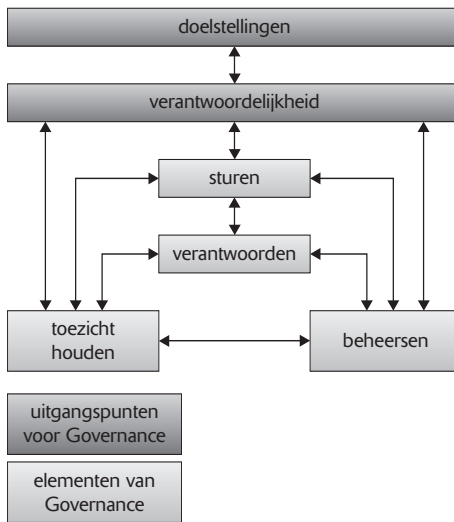 doelstellingen
verantwoordelijkheid
sturen
verantwoorden
toezicht
houden
beheersen
uitgangspunten
voor Governance
elementen van
Governance